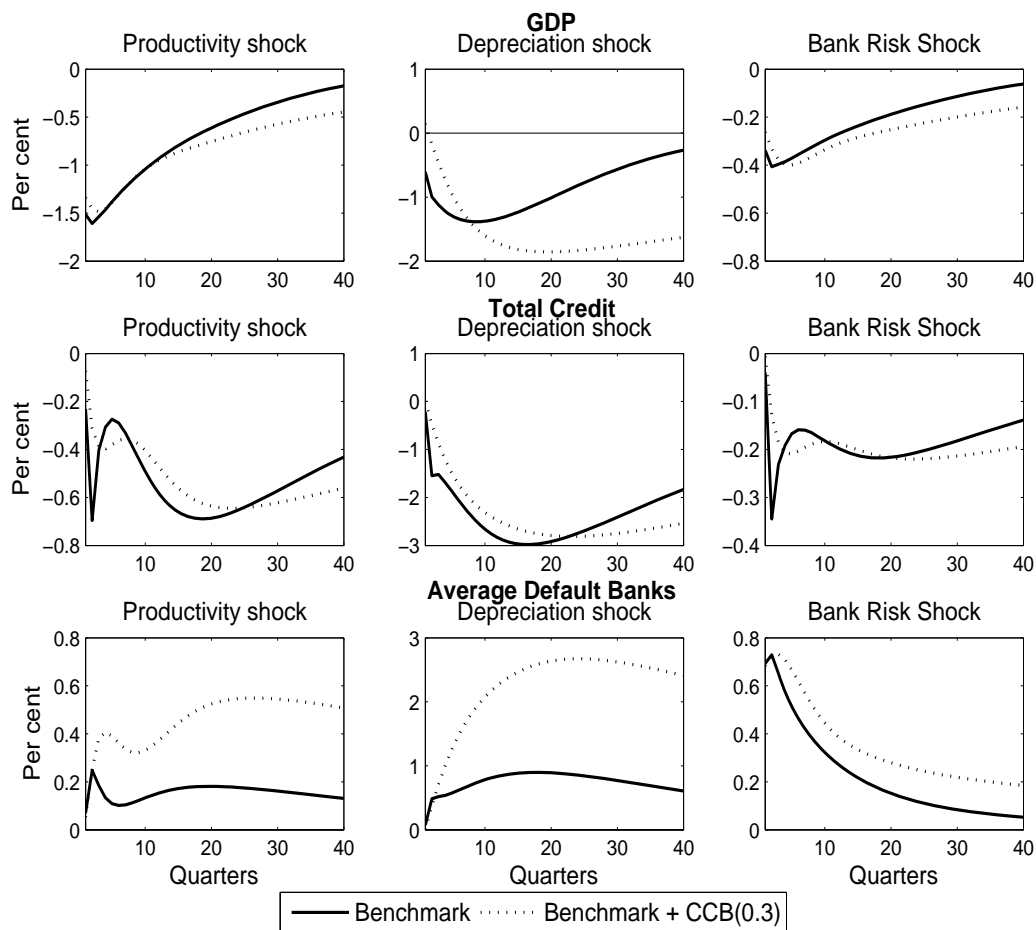 GDP
Productivity shock Depreciation shock Bank Risk Shock
Per cent
0
−0.5
−1
−1.5
−2
10 20 30 40
1
0
−1
−2
10 20 30 40
0
−0.2
−0.4
−0.6
−0.8
10 20 30 40
Total Credit
Productivity shock Depreciation shock Bank Risk Shock
Per cent
0
−0.2
−0.4
−0.6
−0.8
10 20 30 40
1
0
−1
−2
−3
10 20 30 40
0
−0.1
−0.2
−0.3
−0.4
10 20 30 40
Average Default Banks
Productivity shock Depreciation shock Bank Risk Shock
Per cent
0.8
0.6
0.4
0.2
0
10 20 30 40
Quarters
3
2
1
0
10 20 30 40
Quarters
0.8
0.6
0.4
0.2
0
10 20 30 40
Quarters
Benchmark Benchmark + CCB(0.3)